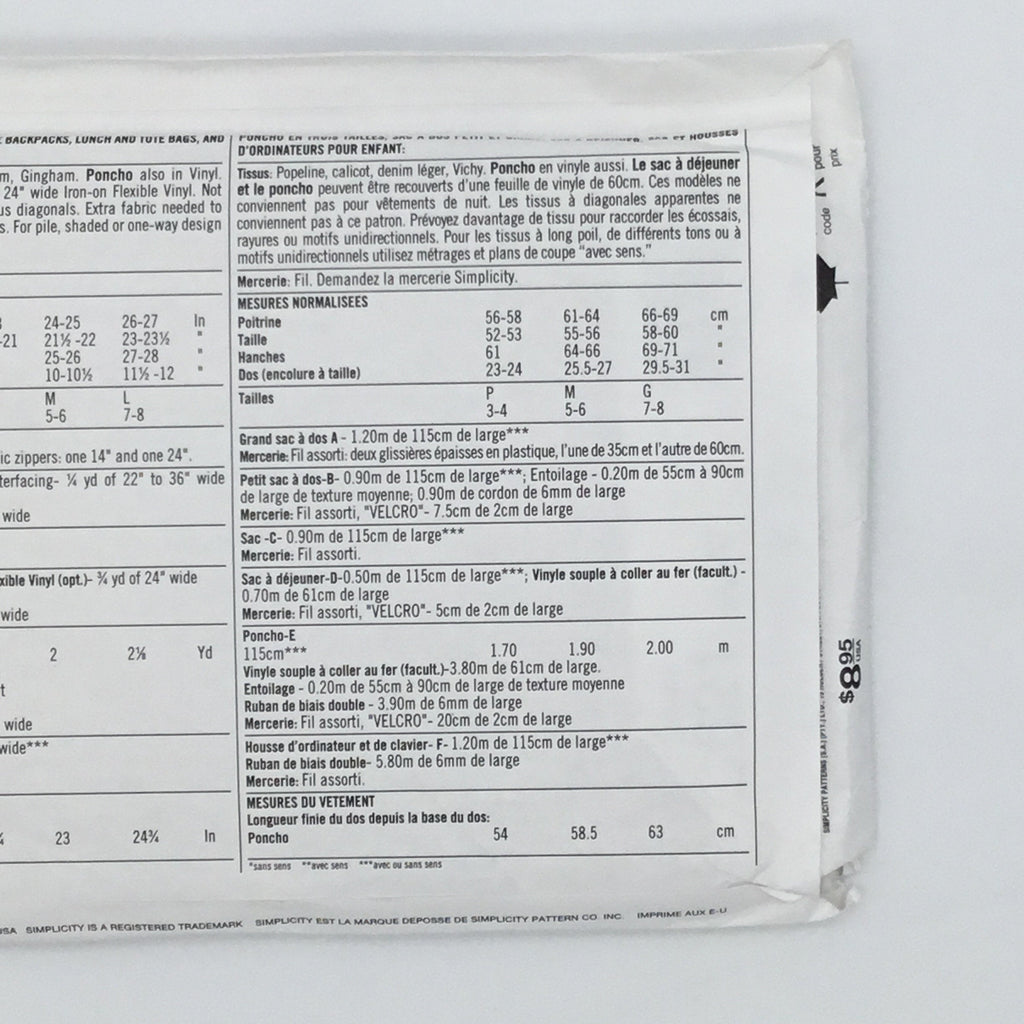 BACKPACKS, LUNCH AND TOTE BAGS, AND
m, Gingham. Poncho also in Vinyl.
24" wide Iron-on Flexible Vinyl. Not
us diagonals. Extra fabric needed to
s. For pile, shaded or one-way design
24-25 26-27 In
-21 21½ -22 23-23½ "
25-26 27-28 "
10-10½ 11½ -12 "
M L
5-6 7-8
ic zippers: one 14" and one 24".
terfacing- ¼ yd of 22" to 36" wide
wide
xible Vinyl (opt.)- ¾ yd of 24" wide
wide
2 2⅛ Yd
t
wide
wide***
23 24¾ In
PONCHO EN TROIS TAILLES, SAC A DOS PETIT ET ET HOUSSES
D'ORDINATEURS POUR ENFANT:
Tissus: Popeline, calicot, denim léger, Vichy. Poncho en vinyle aussi. Le sac à déjeuner
et le poncho peuvent être recouverts d'une feuille de vinyle de 60cm. Ces modèles ne
conviennent pas pour vêtements de nuit. Les tissus à diagonales apparentes ne
conviennent pas à ce patron. Prévoyez davantage de tissu pour raccorder les écossais,
rayures ou motifs unidirectionnels. Pour les tissus à long poil, de différents tons ou à
motifs unidirectionnels utilisez métrages et plans de coupe "avec sens."
Mercerie: Fil. Demandez la mercerie Simplicity.
MESURES NORMALISEES
Poitrine 56-58 61-64 66-69 cm
Taille 52-53 55-56 58-60 "
Hanches 61 64-66 69-71 "
Dos (encolure à taille) 23-24 25.5-27 29.5-31 "
Tailles P M G
3-4 5-6 7-8
Grand sac à dos A - 1.20m de 115cm de large***
Mercerie: Fil assorti: deux glissières épaisses en plastique, l'une de 35cm et l'autre de 60cm.
Petit sac à dos-B- 0.90m de 115cm de large***; Entoilage - 0.20m de 55cm à 90cm
de large de texture moyenne; 0.90m de cordon de 6mm de large
Mercerie: Fil assorti, "VELCRO"- 7.5cm de 2cm de large
Sac -C- 0.90m de 115cm de large***
Mercerie: Fil assorti.
Sac à déjeuner-D-0.50m de 115cm de large***; Vinyle souple à coller au fer (facult.) -
0.70m de 61cm de large
Mercerie: Fil assorti, "VELCRO"- 5cm de 2cm de large
Poncho-E
115cm*** 1.70 1.90 2.00 m
Vinyle souple à coller au fer (facult.)-3.80m de 61cm de large.
Entoilage - 0.20m de 55cm à 90cm de large de texture moyenne
Ruban de biais double - 3.90m de 6mm de large
Mercerie: Fil assorti, "VELCRO"- 20cm de 2cm de large
Housse d'ordinateur et de clavier- F- 1.20m de 115cm de large***
Ruban de biais double- 5.80m de 6mm de large
Mercerie: Fil assorti.
MESURES DU VETEMENT
Longueur finie du dos depuis la base du dos:
Poncho 54 58.5 63 cm
*sans sens **avec sens ***avec ou sans sens
USA SIMPLICITY IS A REGISTERED TRADEMARK SIMPLICITY EST LA MARQUE DEPOSSE DE SIMPLICITY PATTERN CO. INC. IMPRIME AUX E-U
pour
prix
code
$8.95
USA
SIMPLICITY PATTERNS (S.A.) (PTY.) LTD.